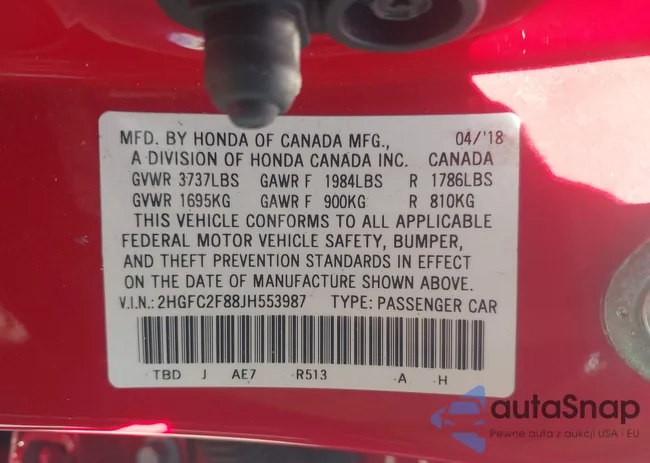 MFD. BY HONDA OF CANADA MFG., 04/'18
A DIVISION OF HONDA CANADA INC. CANADA
GVWR 3737LBS GAWR F 1984LBS R 1786LBS
GVWR 1695KG GAWR F 900KG R 810KG
THIS VEHICLE CONFORMS TO ALL APPLICABLE
FEDERAL MOTOR VEHICLE SAFETY, BUMPER,
AND THEFT PREVENTION STANDARDS IN EFFECT
ON THE DATE OF MANUFACTURE SHOWN ABOVE.
V.I.N.: 2HGFC2F88JH553987 TYPE: PASSENGER CAR
TBD J AE7 -R513 -A -H
autaSnap
Pewne auta z aukcji USA i EU